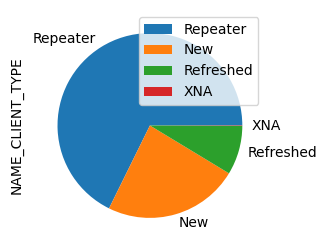 Repeater
New
Refreshed
XNA
Repeater
NAME_CLIENT_TYPE
XNA
Refreshed
New